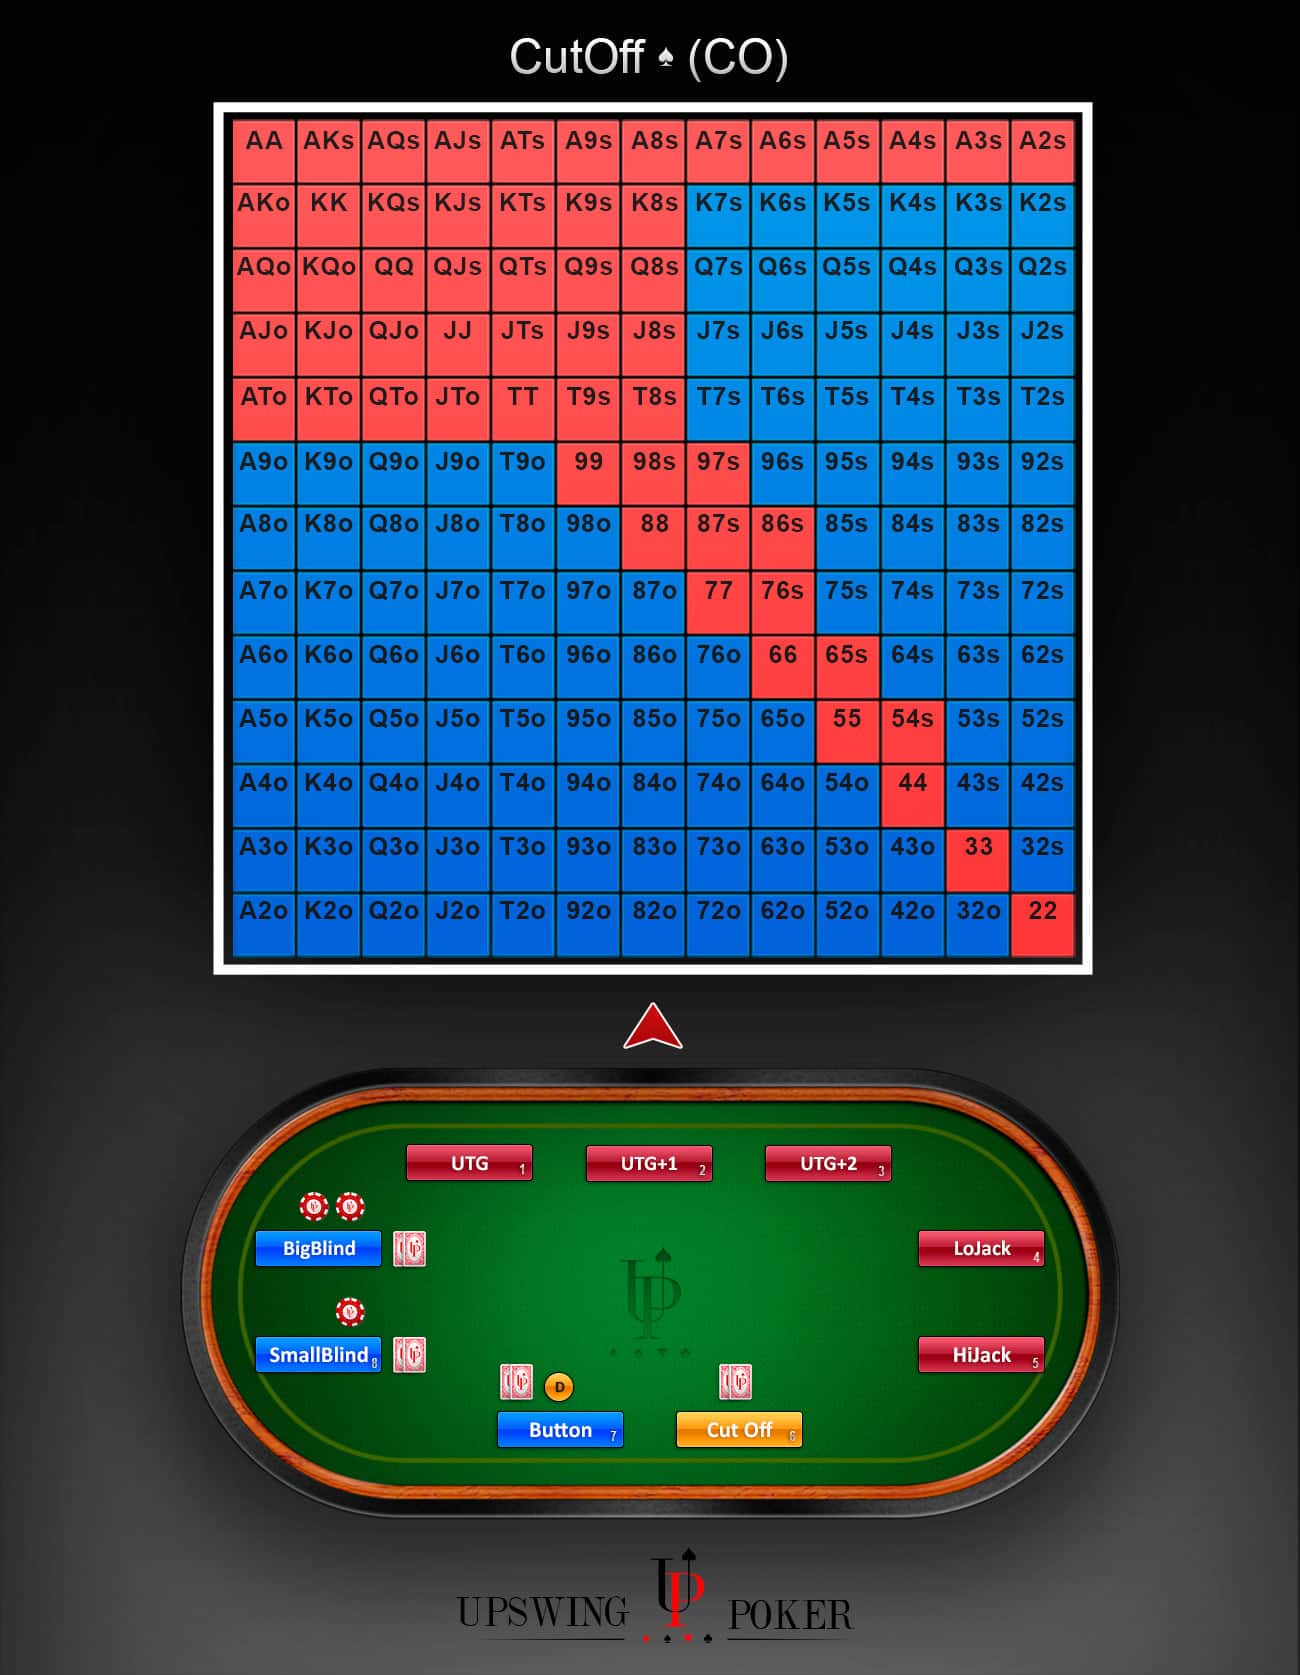 CutOff ♠ (CO)
AA AKs AQs AJs ATs A9s A8s A7s A6s A5s A4s A3s A2s
AKo KK KQs KJs KTs K9s K8s K7s K6s K5s K4s K3s K2s
AQo KQo QQ QJs QTs Q9s Q8s Q7s Q6s Q5s Q4s Q3s Q2s
AJo KJo QJo JJ JTs J9s J8s J7s J6s J5s J4s J3s J2s
ATo KTo QTo JTo TT T9s T8s T7s T6s T5s T4s T3s T2s
A9o K9o Q9o J9o T9o 99 98s 97s 96s 95s 94s 93s 92s
A8o K8o Q8o J8o T8o 98o 88 87s 86s 85s 84s 83s 82s
A7o K7o Q7o J7o T7o 97o 87o 77 76s 75s 74s 73s 72s
A6o K6o Q6o J6o T6o 96o 86o 76o 66 65s 64s 63s 62s
A5o K5o Q5o J5o T5o 95o 85o 75o 65o 55 54s 53s 52s
A4o K4o Q4o J4o T4o 94o 84o 74o 64o 54o 44 43s 42s
A3o K3o Q3o J3o T3o 93o 83o 73o 63o 53o 43o 33 32s
A2o K2o Q2o J2o T2o 92o 82o 72o 62o 52o 42o 32o 22
UTG 1 UTG+1 2 UTG+2 3
BigBlind LoJack 4
UP
SmallBlind 8 HiJack 5
D
Button 7 Cut Off 6
UPSWING UP POKER